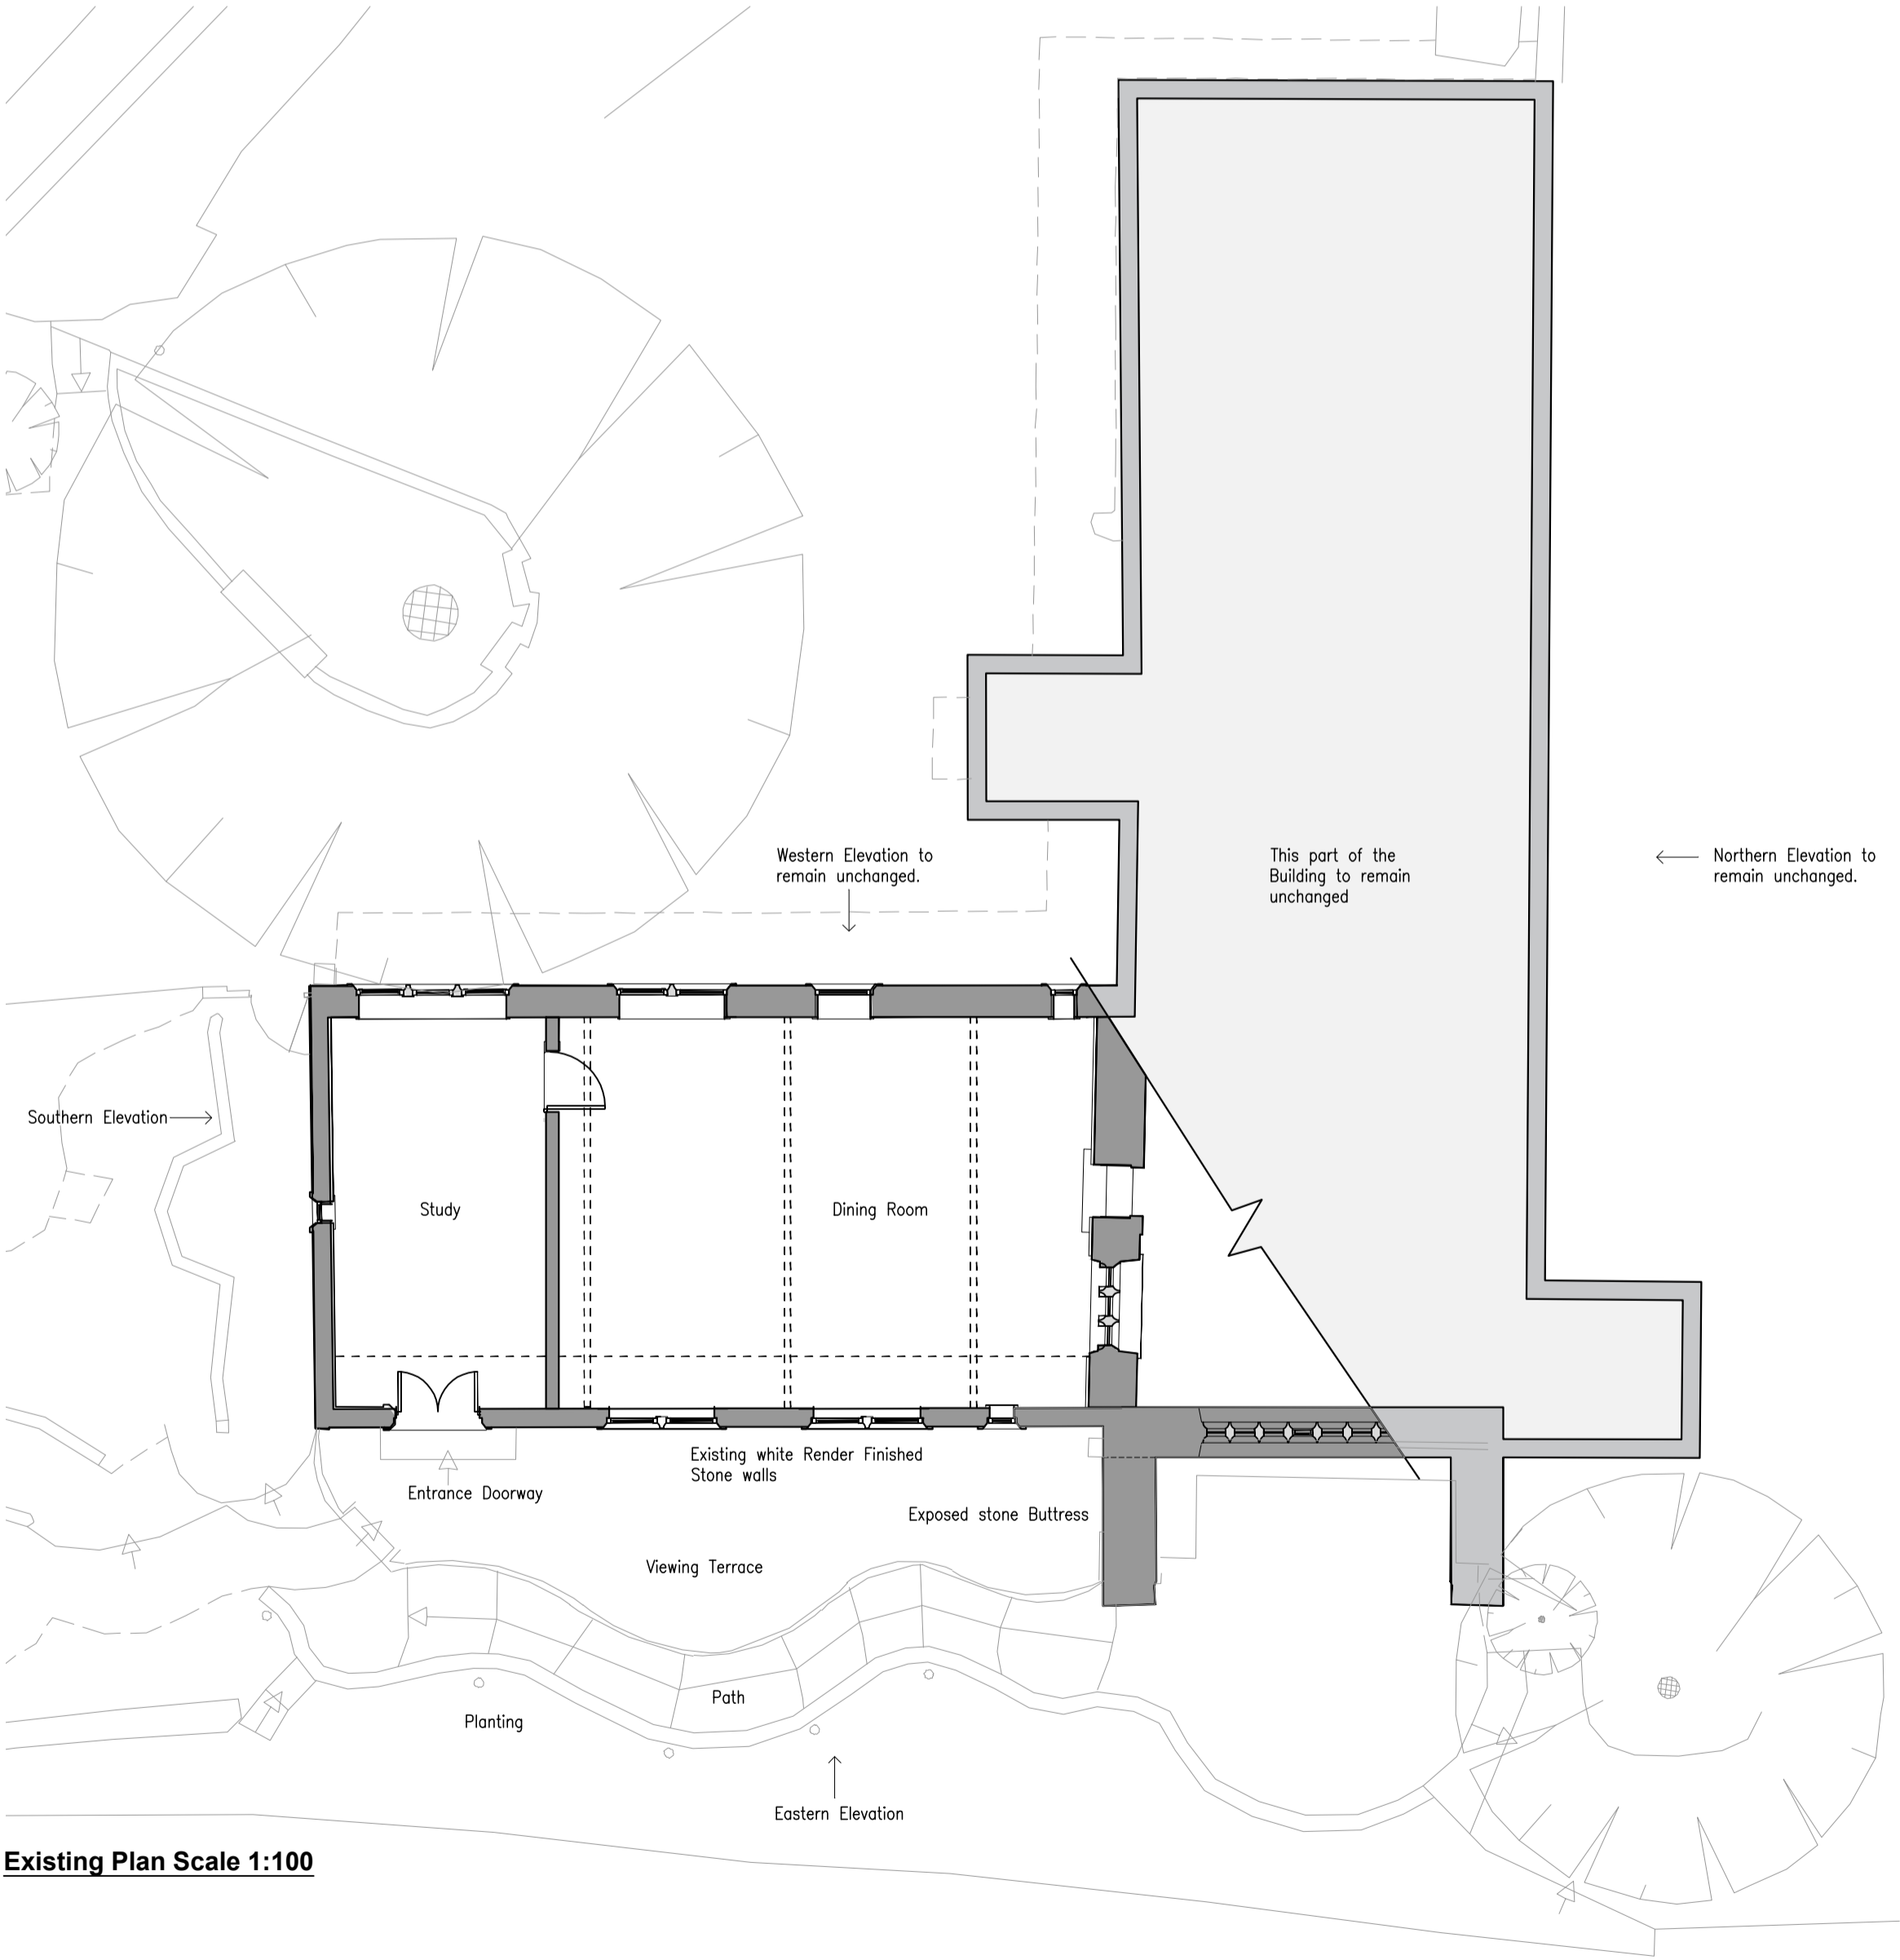 Western Elevation to
remain unchanged.
This part of the
Building to remain
unchanged
Northern Elevation to
remain unchanged.
Southern Elevation
Study
Dining Room
Existing white Render Finished
Stone walls
Entrance Doorway
Exposed stone Buttress
Viewing Terrace
Path
Planting
Eastern Elevation
Existing Plan Scale 1:100